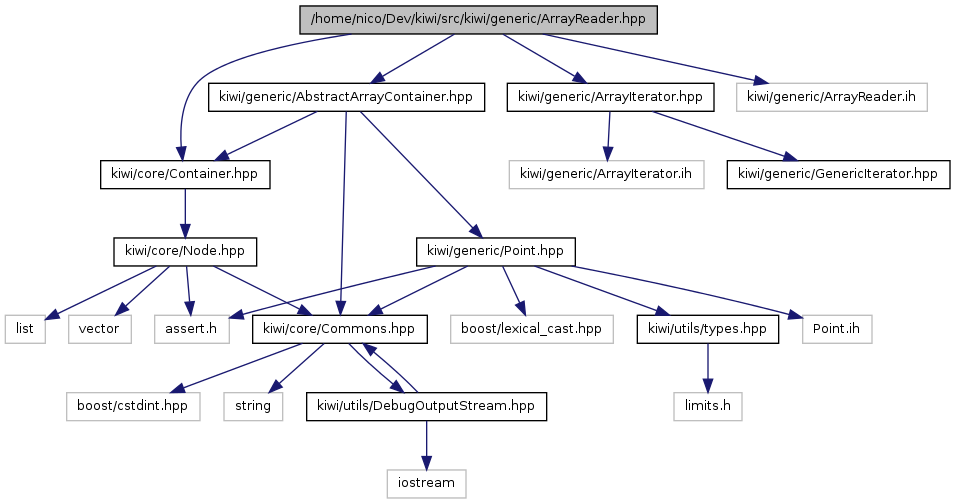 /home/nico/Dev/kiwi/src/kiwi/generic/ArrayReader.hpp
kiwi/generic/AbstractArrayContainer.hpp
kiwi/generic/ArrayIterator.hpp
kiwi/generic/ArrayReader.ih
kiwi/core/Container.hpp
kiwi/generic/ArrayIterator.ih
kiwi/generic/GenericIterator.hpp
kiwi/core/Node.hpp
kiwi/generic/Point.hpp
list
vector
assert.h
kiwi/core/Commons.hpp
boost/lexical_cast.hpp
kiwi/utils/types.hpp
Point.ih
boost/cstdint.hpp
string
kiwi/utils/DebugOutputStream.hpp
limits.h
iostream